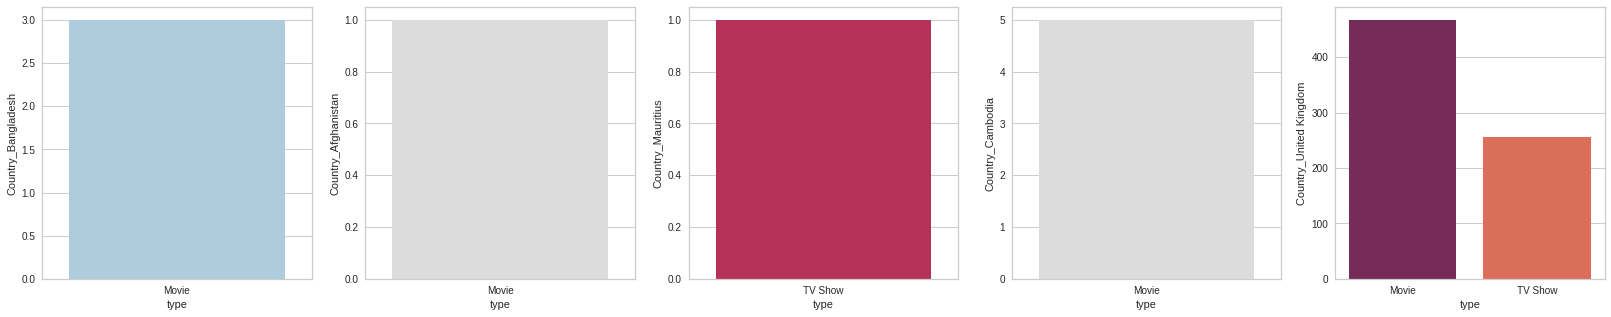 Country_Bangladesh
3.0
2.5
2.0
1.5
1.0
0.5
0.0
Movie
type
Country_Afghanistan
1.0
0.8
0.6
0.4
0.2
0.0
Movie
type
Country_Mauritius
1.0
0.8
0.6
0.4
0.2
0.0
TV Show
type
Country_Cambodia
5
4
3
2
1
0
Movie
type
Country_United Kingdom
400
300
200
100
0
Movie
TV Show
type